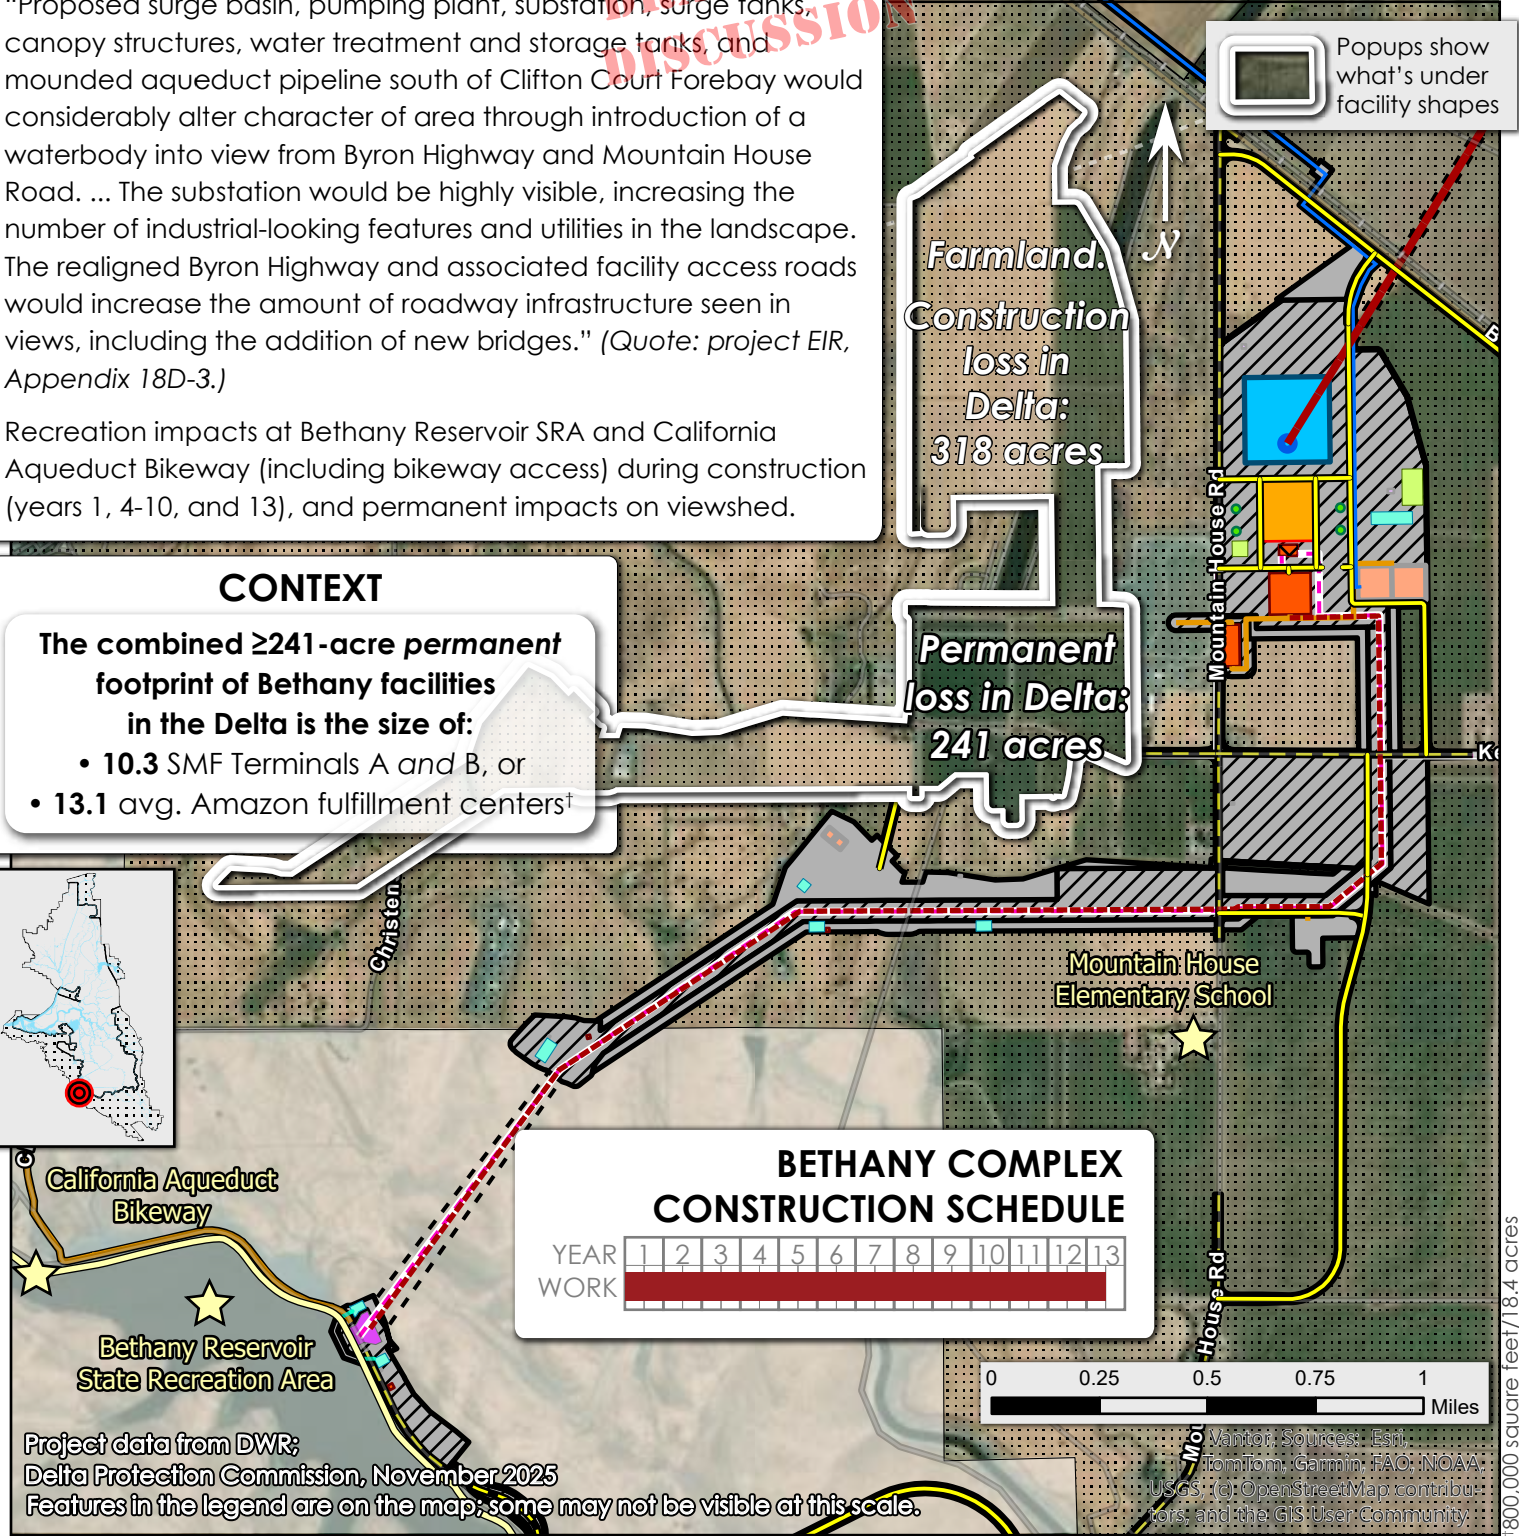 “Proposed surge basin, pumping plant, substation, surge tanks,
canopy structures, water treatment and storage tanks, and
mounded aqueduct pipeline south of Clifton Court Forebay would
considerably alter character of area through introduction of a
waterbody into view from Byron Highway and Mountain House
Road. ... The substation would be highly visible, increasing the
number of industrial-looking features and utilities in the landscape.
The realigned Byron Highway and associated facility access roads
would increase the amount of roadway infrastructure seen in
views, including the addition of new bridges.” (Quote: project EIR,
Appendix 18D-3.)
Recreation impacts at Bethany Reservoir SRA and California
Aqueduct Bikeway (including bikeway access) during construction
(years 1, 4-10, and 13), and permanent impacts on viewshed.
DISCUSSION
Popups show
what’s under
facility shapes
N
Farmland:
Construction
loss in
Delta:
318 acres
Permanent
loss in Delta:
241 acres
CONTEXT
The combined ≥241-acre permanent
footprint of Bethany facilities
in the Delta is the size of:
• 10.3 SMF Terminals A and B, or
• 13.1 avg. Amazon fulfillment centers†
Mountain House Rd
B
Ke
Christen
Mountain House
Elementary School
California Aqueduct
Bikeway
Bethany Reservoir
State Recreation Area
BETHANY COMPLEX
CONSTRUCTION SCHEDULE
YEAR 1 2 3 4 5 6 7 8 9 10 11 12 13
WORK
House Rd
Mou
0 0.25 0.5 0.75 1
Miles
Project data from DWR;
Delta Protection Commission, November 2025
Features in the legend are on the map; some may not be visible at this scale.
Vantor, Sources: Esri,
TomTom, Garmin, FAO, NOAA,
USGS, (c) OpenStreetMap contribu-
tors, and the GIS User Community
†800,000 square feet/18.4 acres